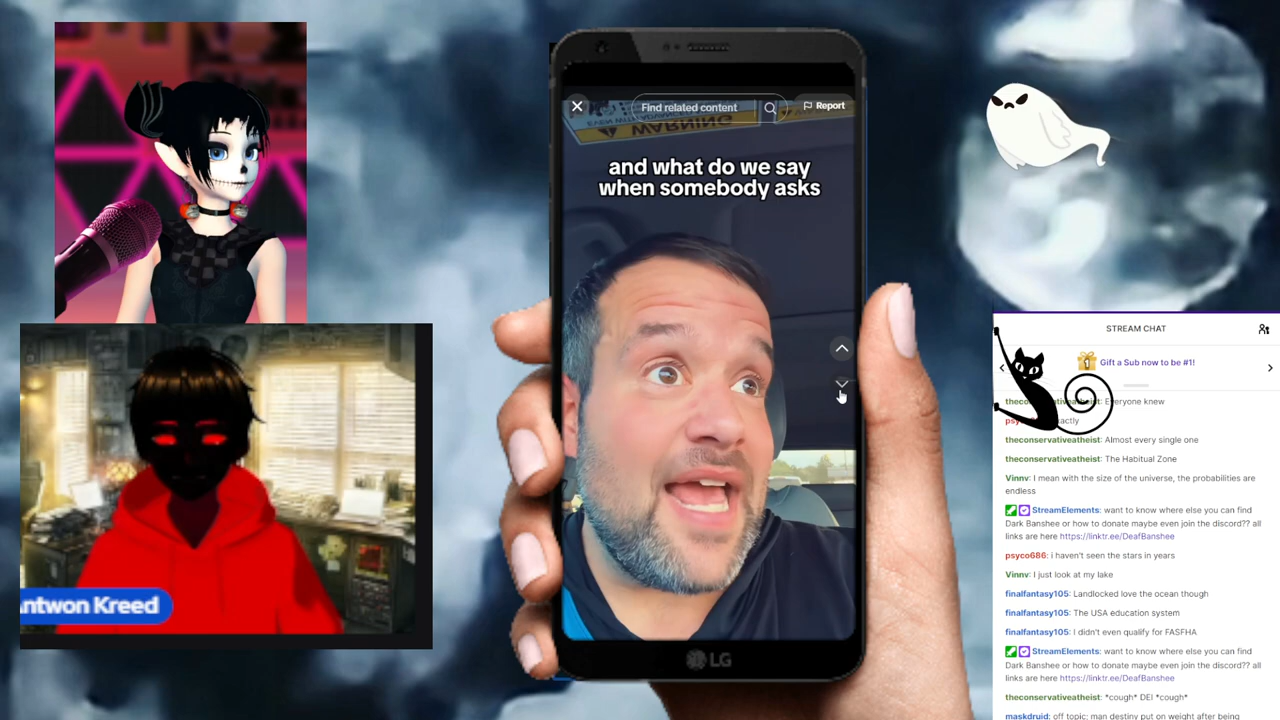 Find related content
Report
WARNING
and what do we say
when somebody asks
LG
ntwon Kreed
STREAM CHAT
Gift a Sub now to be #1!
Everyone knew
theconservativeatheist: Almost every single one
theconservativeatheist: The Habitual Zone
Vinnv: I mean with the size of the universe, the probabilities are
endless
StreamElements: want to know where else you can find
Dark Banshee or how to donate maybe even join the discord?? all
links are here https://linktr.ee/DeafBanshee
psyco686: i haven't seen the stars in years
Vinnv: I just look at my lake
finalfantasy105: Landlocked love the ocean though
finalfantasy105: The USA education system
finalfantasy105: I didn't even qualify for FASFHA
StreamElements: want to know where else you can find
Dark Banshee or how to donate maybe even join the discord?? all
links are here https://linktr.ee/DeafBanshee
theconservativeatheist: *cough* DEI *cough*
maskdruid: off topic; man destiny put on weight after being